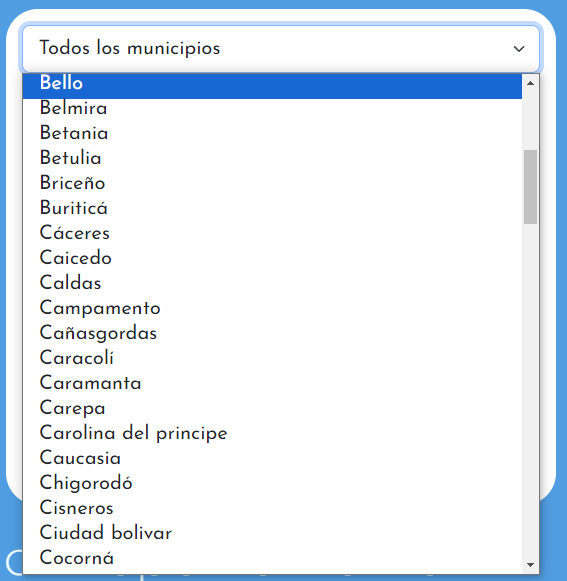 Todos los municipios
Bello
Belmira
Betania
Betulia
Briceño
Buriticá
Cáceres
Caicedo
Caldas
Campamento
Cañasgordas
Caracolí
Caramanta
Carepa
Carolina del principe
Caucasia
Chigorodó
Cisneros
Ciudad bolivar
Cocorná